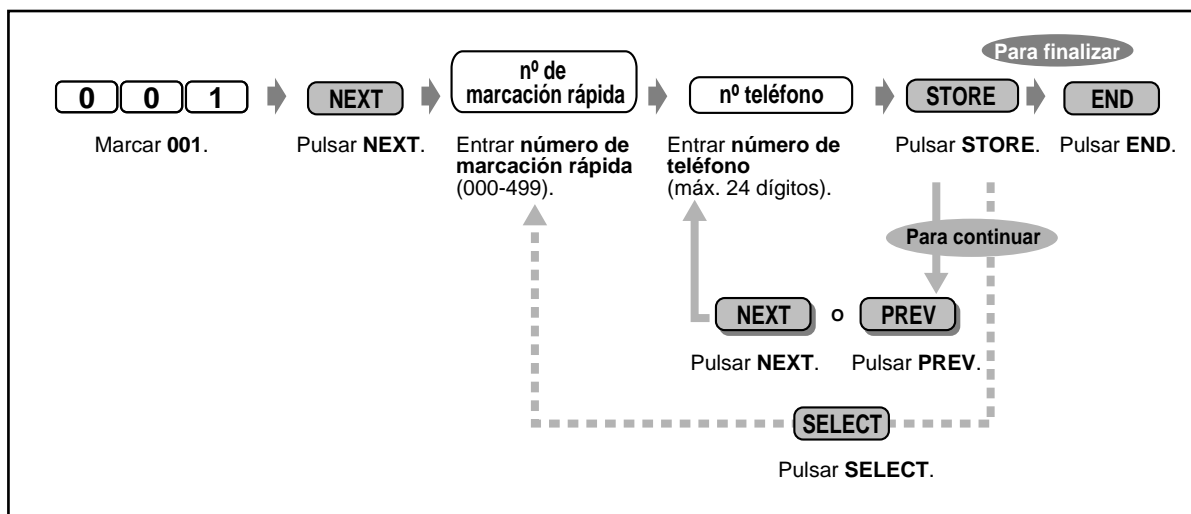 Para finalizar
0 0 1
NEXT
nº de
marcación rápida
nº teléfono
STORE
END
Marcar 001.
Pulsar NEXT.
Entrar número de
marcación rápida
(000-499).
Entrar número de
teléfono
(máx. 24 dígitos).
Pulsar STORE.
Pulsar END.
Para continuar
NEXT o PREV
Pulsar NEXT.
Pulsar PREV.
SELECT
Pulsar SELECT.